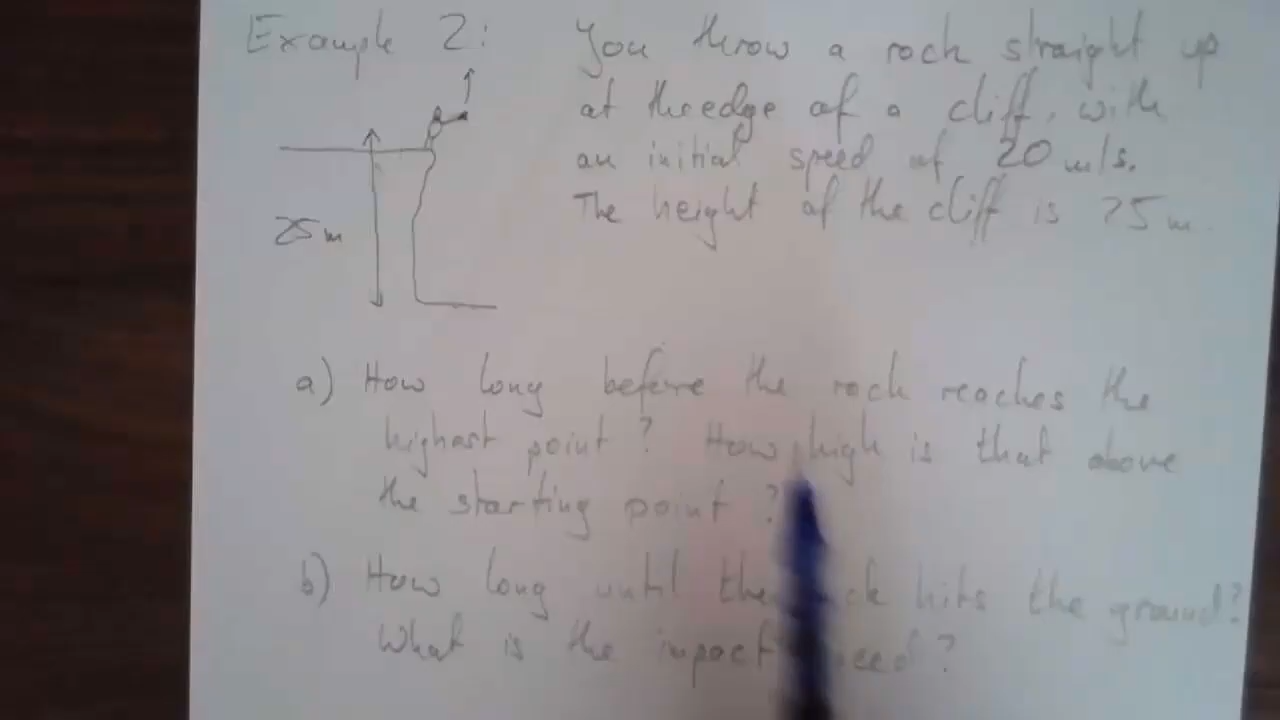 Example 2:
You throw a rock straight up
at the edge of a cliff, with
an initial speed of 20 m/s.
The height of the cliff is 25 m.
25 m
a) How long before the rock reaches the
highest point? How high is that above
the starting point?
b) How long until the hits the ground?
What is the impact